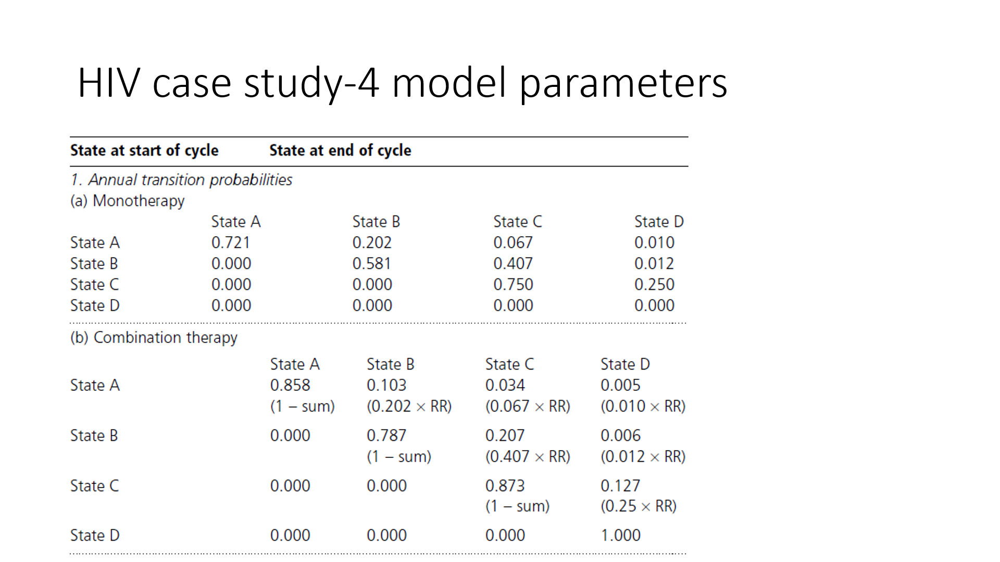 HIV case study-4 model parameters
State at start of cycle State at end of cycle
1. Annual transition probabilities
(a) Monotherapy
State A State B State C State D
State A 0.721 0.202 0.067 0.010
State B 0.000 0.581 0.407 0.012
State C 0.000 0.000 0.750 0.250
State D 0.000 0.000 0.000 0.000
(b) Combination therapy
State A State B State C State D
State A 0.858 0.103 0.034 0.005
(1 – sum) (0.202 × RR) (0.067 × RR) (0.010 × RR)
State B 0.000 0.787 0.207 0.006
(1 – sum) (0.407 × RR) (0.012 × RR)
State C 0.000 0.000 0.873 0.127
(1 – sum) (0.25 × RR)
State D 0.000 0.000 0.000 1.000